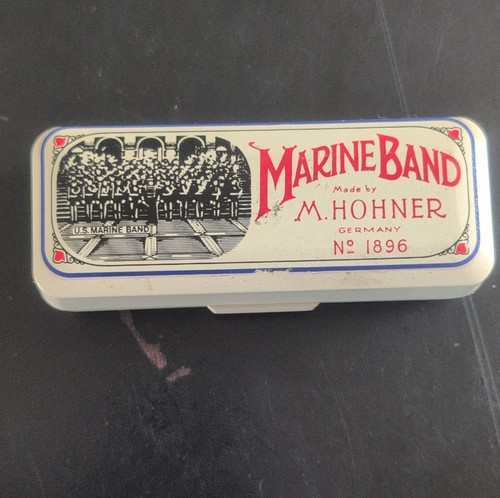 MARINE BAND
Made by
M. HOHNER
GERMANY
Nº 1896
U.S. MARINE BAND